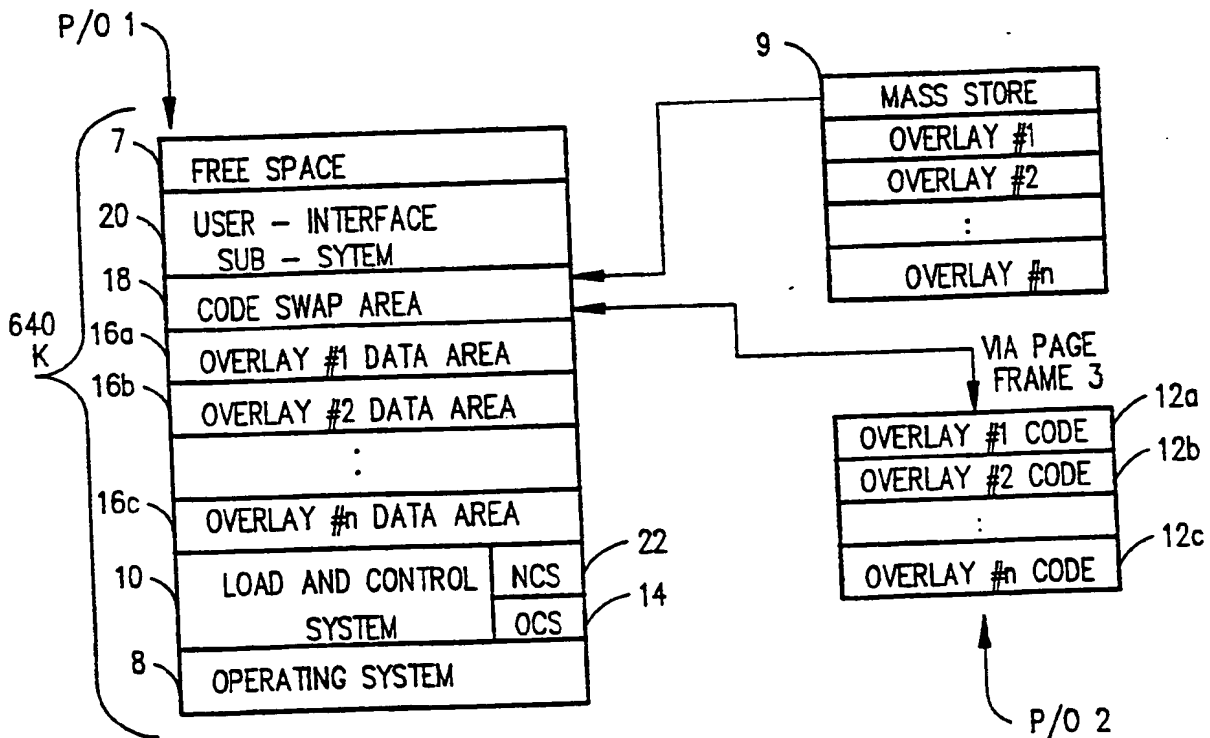 P/O 1
640
K
7
FREE SPACE
20
USER - INTERFACE
SUB - SYTEM
18
CODE SWAP AREA
16a
OVERLAY #1 DATA AREA
16b
OVERLAY #2 DATA AREA
:
16c
OVERLAY #n DATA AREA
10
LOAD AND CONTROL
SYSTEM
NCS
22
OCS
14
8
OPERATING SYSTEM
9
MASS STORE
OVERLAY #1
OVERLAY #2
:
OVERLAY #n
VIA PAGE
FRAME 3
OVERLAY #1 CODE
12a
OVERLAY #2 CODE
12b
:
OVERLAY #n CODE
12c
P/O 2